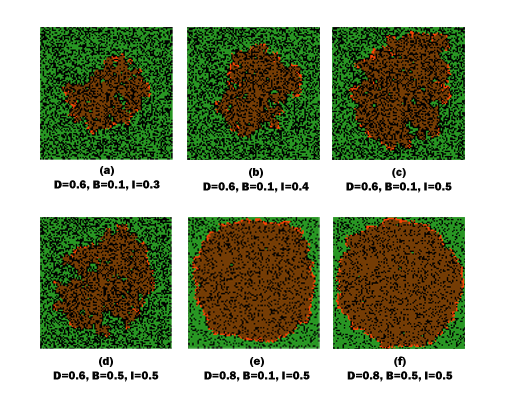 (a)
D=0.6, B=0.1, I=0.3
(b)
D=0.6, B=0.1, I=0.4
(c)
D=0.6, B=0.1, I=0.5
(d)
D=0.6, B=0.5, I=0.5
(e)
D=0.8, B=0.1, I=0.5
(f)
D=0.8, B=0.5, I=0.5